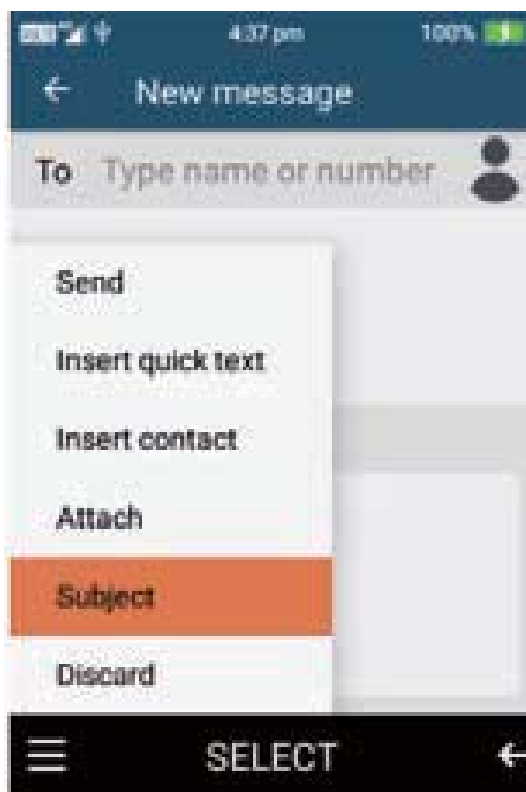 4:37 pm 100%
New message
To Type name or number
Send
Insert quick text
Insert contact
Attach
Subject
Discard
SELECT